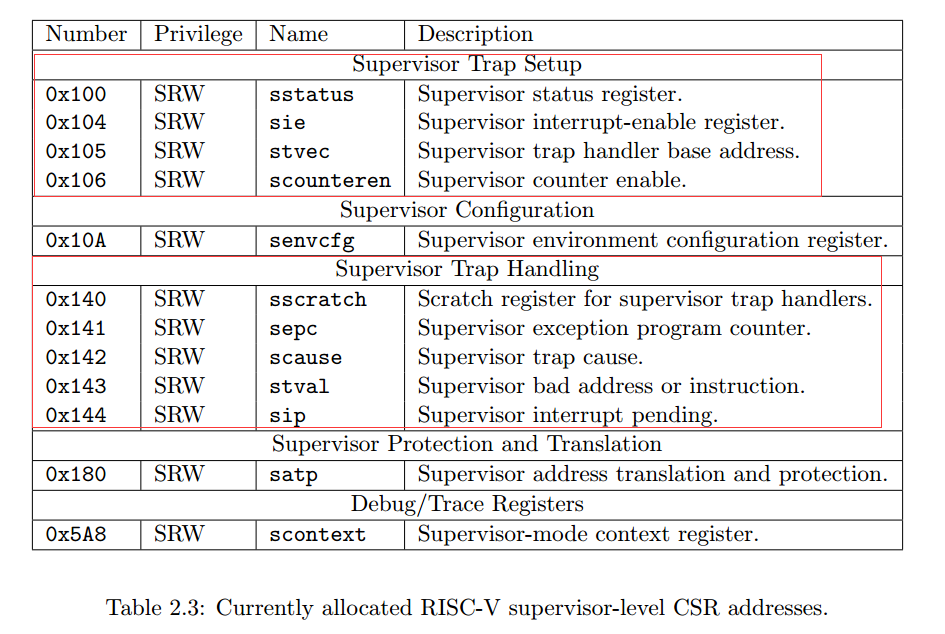 Number Privilege Name Description
Supervisor Trap Setup
0x100 SRW sstatus Supervisor status register.
0x104 SRW sie Supervisor interrupt-enable register.
0x105 SRW stvec Supervisor trap handler base address.
0x106 SRW scounteren Supervisor counter enable.
Supervisor Configuration
0x10A SRW senvcfg Supervisor environment configuration register.
Supervisor Trap Handling
0x140 SRW sscratch Scratch register for supervisor trap handlers.
0x141 SRW sepc Supervisor exception program counter.
0x142 SRW scause Supervisor trap cause.
0x143 SRW stval Supervisor bad address or instruction.
0x144 SRW sip Supervisor interrupt pending.
Supervisor Protection and Translation
0x180 SRW satp Supervisor address translation and protection.
Debug/Trace Registers
0x5A8 SRW scontext Supervisor-mode context register.
Table 2.3: Currently allocated RISC-V supervisor-level CSR addresses.